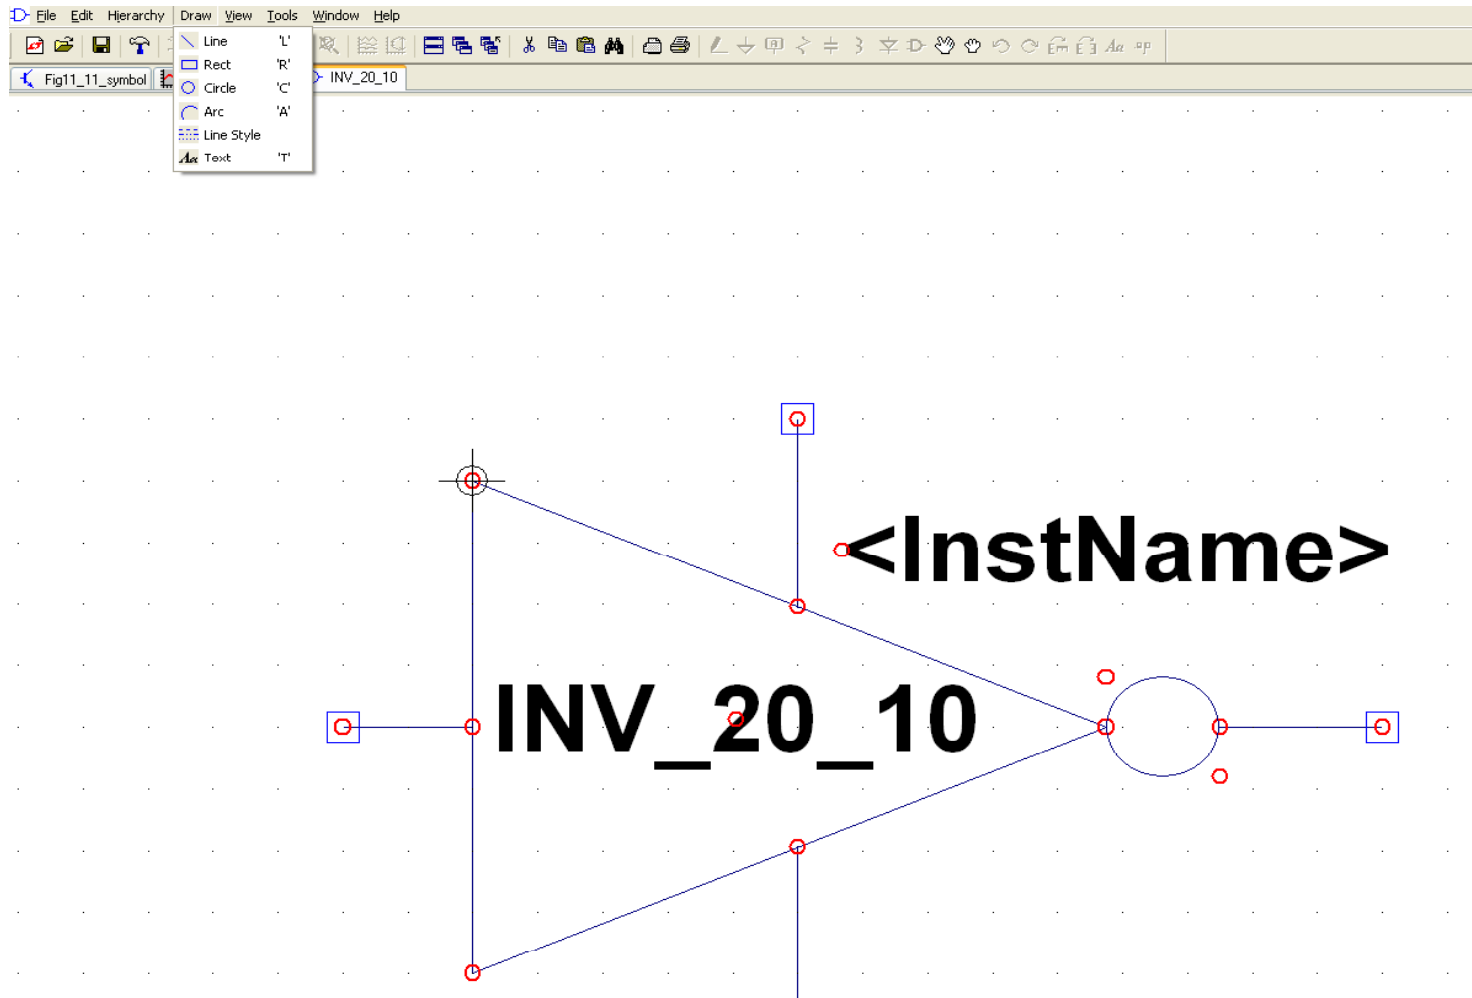 File Edit Hierarchy Draw View Tools Window Help
Line 'L'
Rect 'R'
Circle 'C'
Arc 'A'
Line Style
Text 'T'
Fig11_11_symbol
INV_20_10
<InstName>
INV_20_10